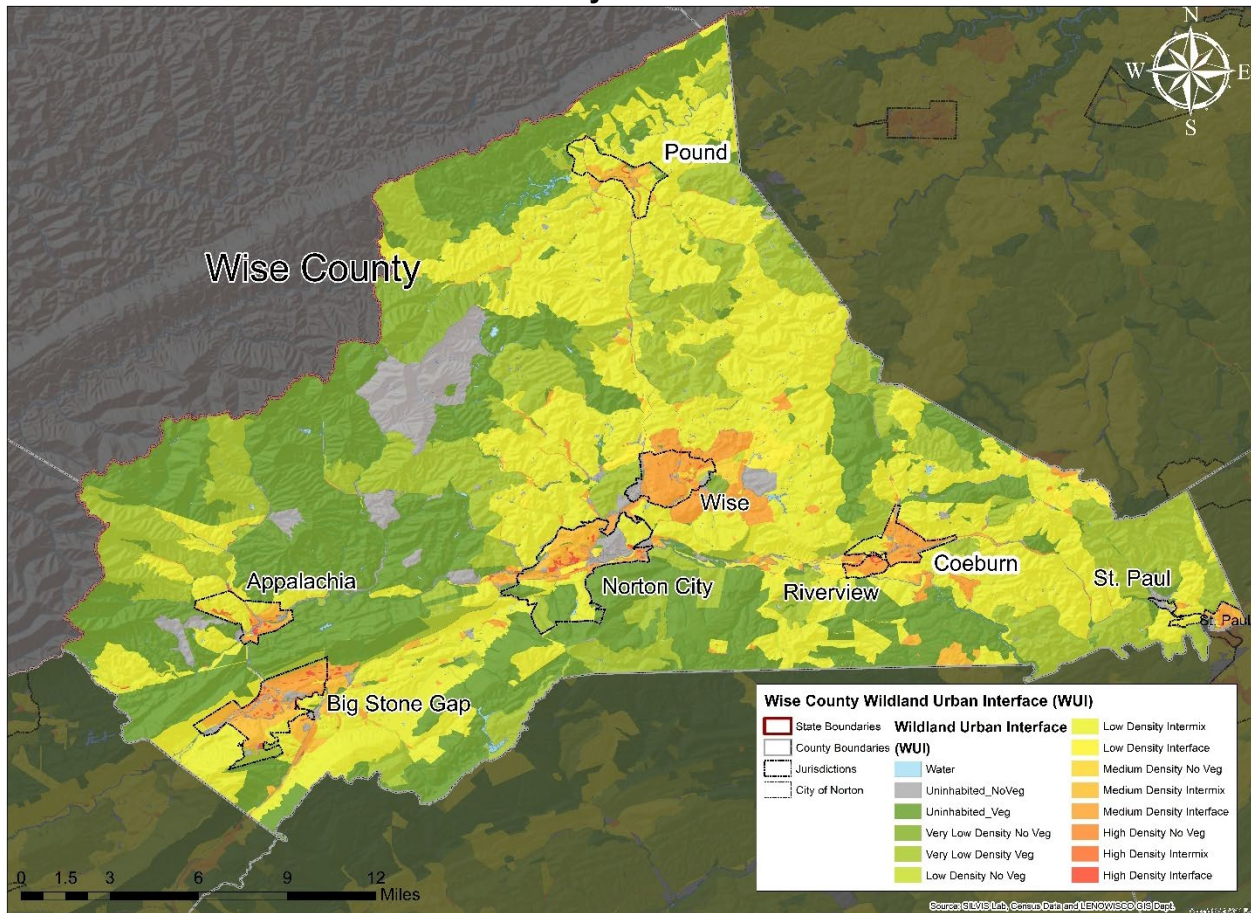 N
W
E
S
Pound
Wise County
Wise
Appalachia
Norton City
Riverview
Coeburn
St. Paul
St. Paul
Big Stone Gap
Wise County Wildland Urban Interface (WUI)
State Boundaries
County Boundaries
Jurisdictions
City of Norton
Wildland Urban Interface
(WUI)
Water
Uninhabited_NoVeg
Uninhabited_Veg
Very Low Density No Veg
Very Low Density Veg
Low Density No Veg
Low Density Intermix
Low Density Interface
Medium Density No Veg
Medium Density Intermix
Medium Density Interface
High Density No Veg
High Density Intermix
High Density Interface
0 1.5 3 6 9 12
Miles
Source: SILVIS Lab, Census Data and LENOWISCO GIS Dept.